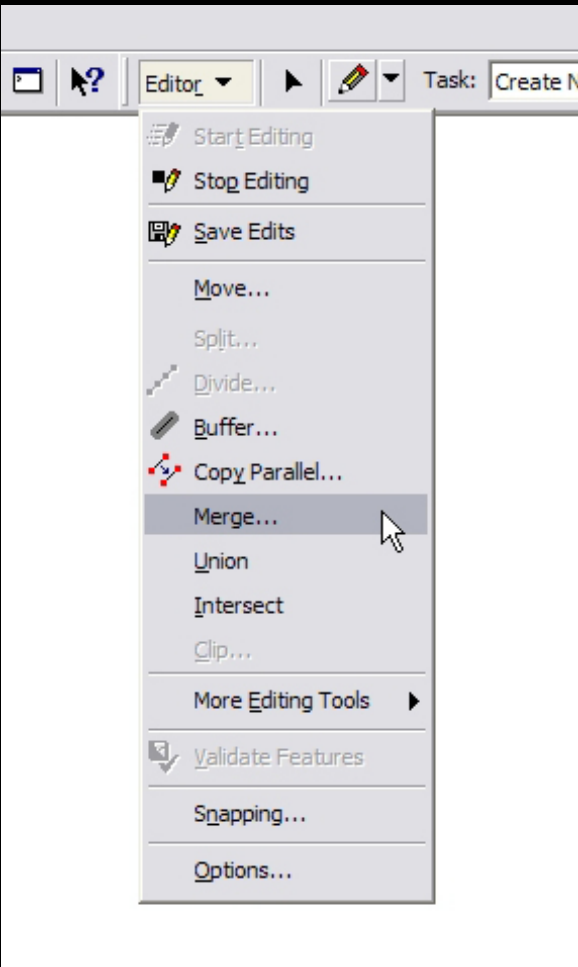 Editor
Task: Create N
Start Editing
Stop Editing
Save Edits
Move...
Split...
Divide...
Buffer...
Copy Parallel...
Merge...
Union
Intersect
Clip...
More Editing Tools
Validate Features
Snapping...
Options...